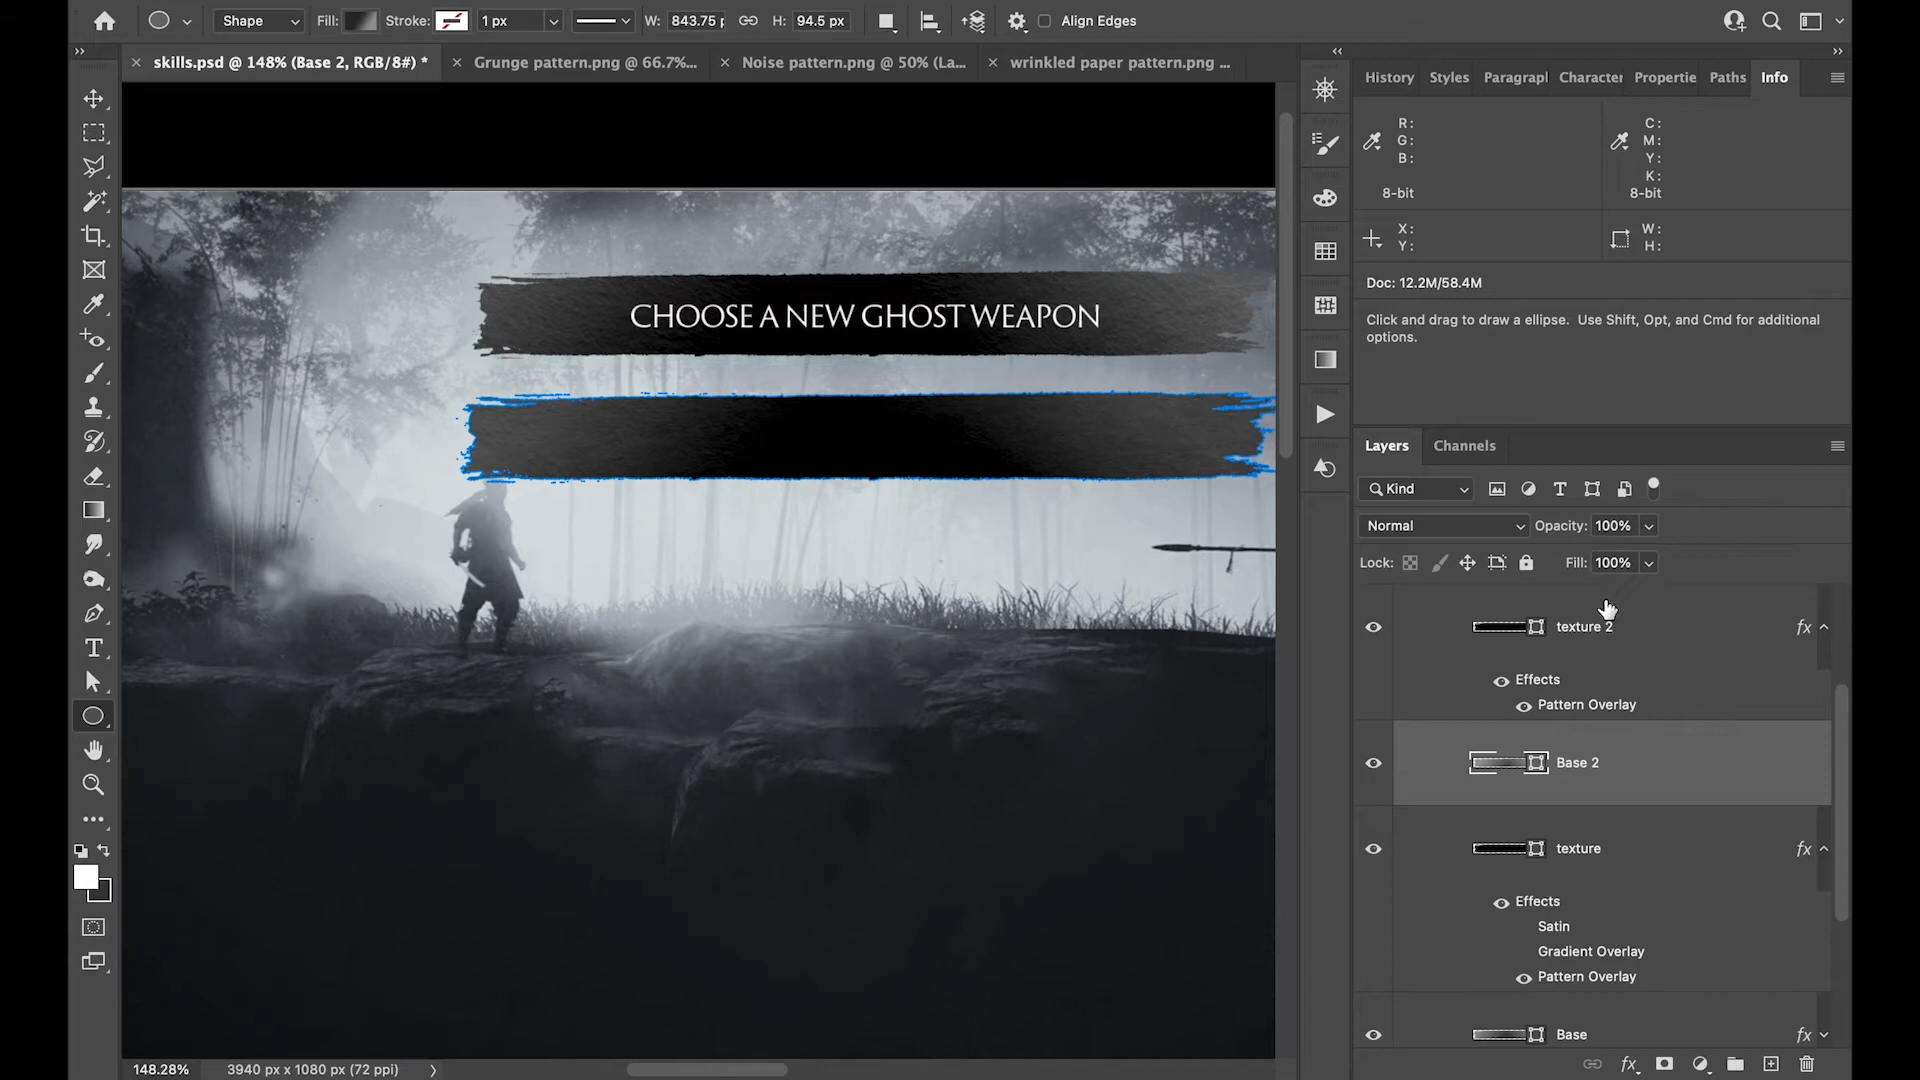 Shape Fill: Stroke: 1 px W: 843.75 H: 94.5 px Align Edges
skills.psd @ 148% (Base 2, RGB/8#) * Grunge pattern.png @ 66.7%... Noise pattern.png @ 50% (La... wrinkled paper pattern.png ...
History Styles Paragrapl Character Propertie Paths Info
R: C:
G: M:
B: Y:
K:
8-bit 8-bit
X: W:
Y: H:
Doc: 12.2M/58.4M
Click and drag to draw a ellipse. Use Shift, Opt, and Cmd for additional
options.
CHOOSE A NEW GHOST WEAPON
Layers Channels
Kind
Normal Opacity: 100%
Lock: Fill: 100%
texture 2 fx
Effects
Pattern Overlay
Base 2
texture fx
Effects
Satin
Gradient Overlay
Pattern Overlay
Base fx
148.28% 3940 px x 1080 px (72 ppi)
fx